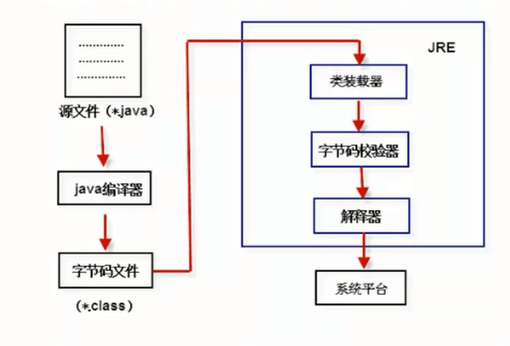 源文件（*.java）
java编译器
字节码文件
（*.class）
JRE
类装载器
字节码校验器
解释器
系统平台